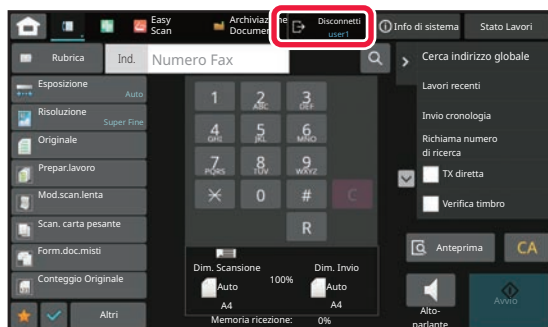 Easy
Scan
Archiviazione
Documen
Disconnetti
user1
Info di sistema
Stato Lavori
Rubrica
Ind.
Numero Fax
Cerca indirizzo globale
Esposizione
Auto
Risoluzione
Super Fine
Originale
Prepar.lavoro
Mod.scan.lenta
Scan. carta pesante
Form.doc.misti
Conteggio Originale
Altri
1
2
ABC
3
DEF
4
GHI
5
JKL
6
MNO
7
PQRS
8
TUV
9
WXYZ
0
#
C
R
Dim. Scansione
Dim. Invio
Auto
100%
Auto
A4
A4
Memoria ricezione:
0%
Lavori recenti
Invio cronologia
Richiama numero
di ricerca
TX diretta
Verifica timbro
Anteprima
CA
Alto-
parlante
Avvio